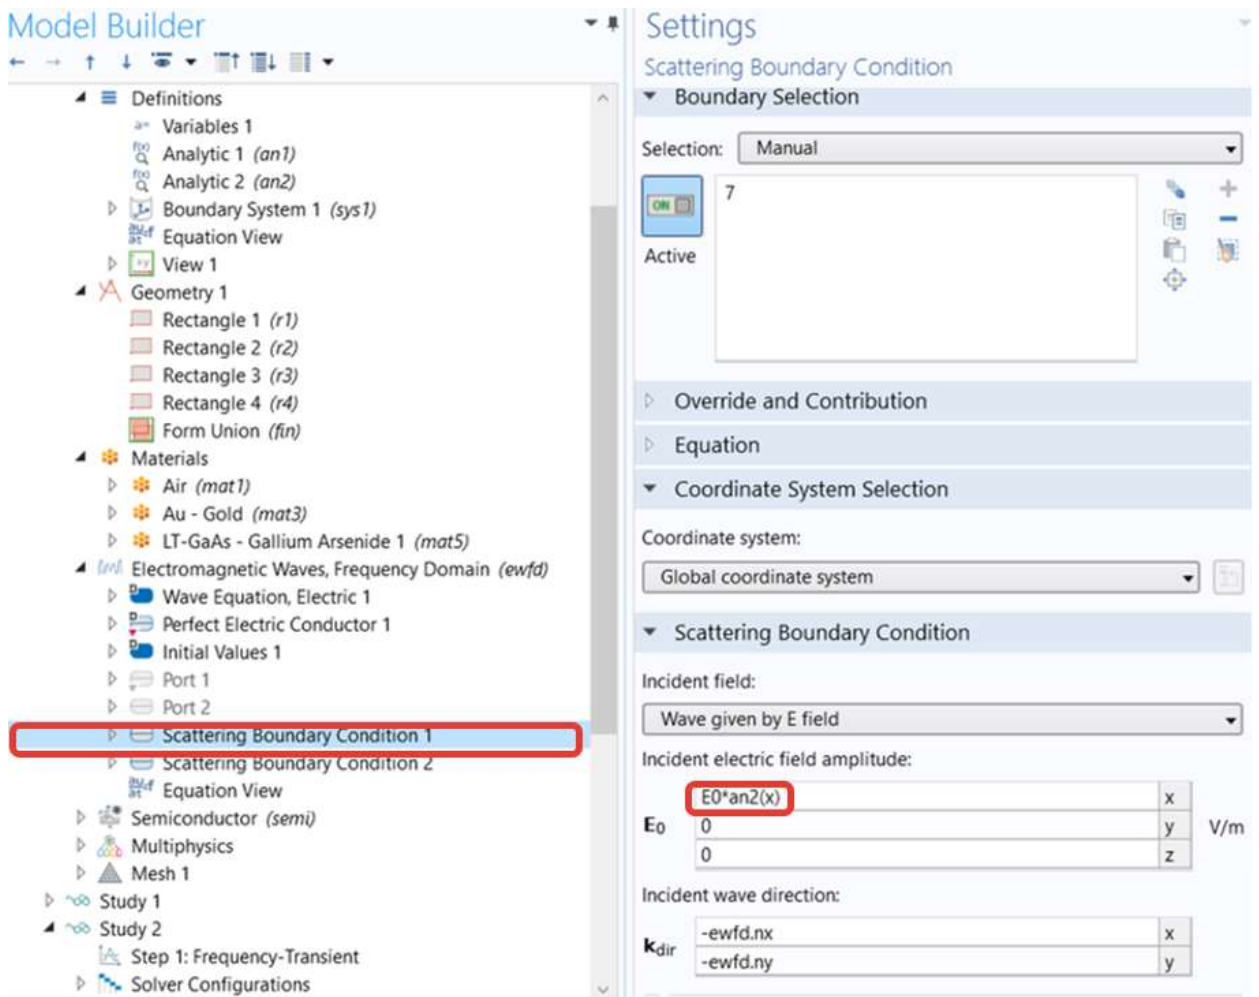 Model Builder
Definitions
a= Variables 1
Analytic 1 (an1)
Analytic 2 (an2)
Boundary System 1 (sys1)
Equation View
View 1
Geometry 1
Rectangle 1 (r1)
Rectangle 2 (r2)
Rectangle 3 (r3)
Rectangle 4 (r4)
Form Union (fin)
Materials
Air (mat1)
Au - Gold (mat3)
LT-GaAs - Gallium Arsenide 1 (mat5)
Electromagnetic Waves, Frequency Domain (ewfd)
Wave Equation, Electric 1
Perfect Electric Conductor 1
Initial Values 1
Port 1
Port 2
Scattering Boundary Condition 1
Scattering Boundary Condition 2
Equation View
Semiconductor (semi)
Multiphysics
Mesh 1
Study 1
Study 2
Step 1: Frequency-Transient
Solver Configurations
Settings
Scattering Boundary Condition
Boundary Selection
Selection: Manual
ON
7
Active
Override and Contribution
Equation
Coordinate System Selection
Coordinate system:
Global coordinate system
Scattering Boundary Condition
Incident field:
Wave given by E field
Incident electric field amplitude:
E0*an2(x) x
E0 0 y V/m
0 z
Incident wave direction:
-ewfd.nx x
kdir
-ewfd.ny y